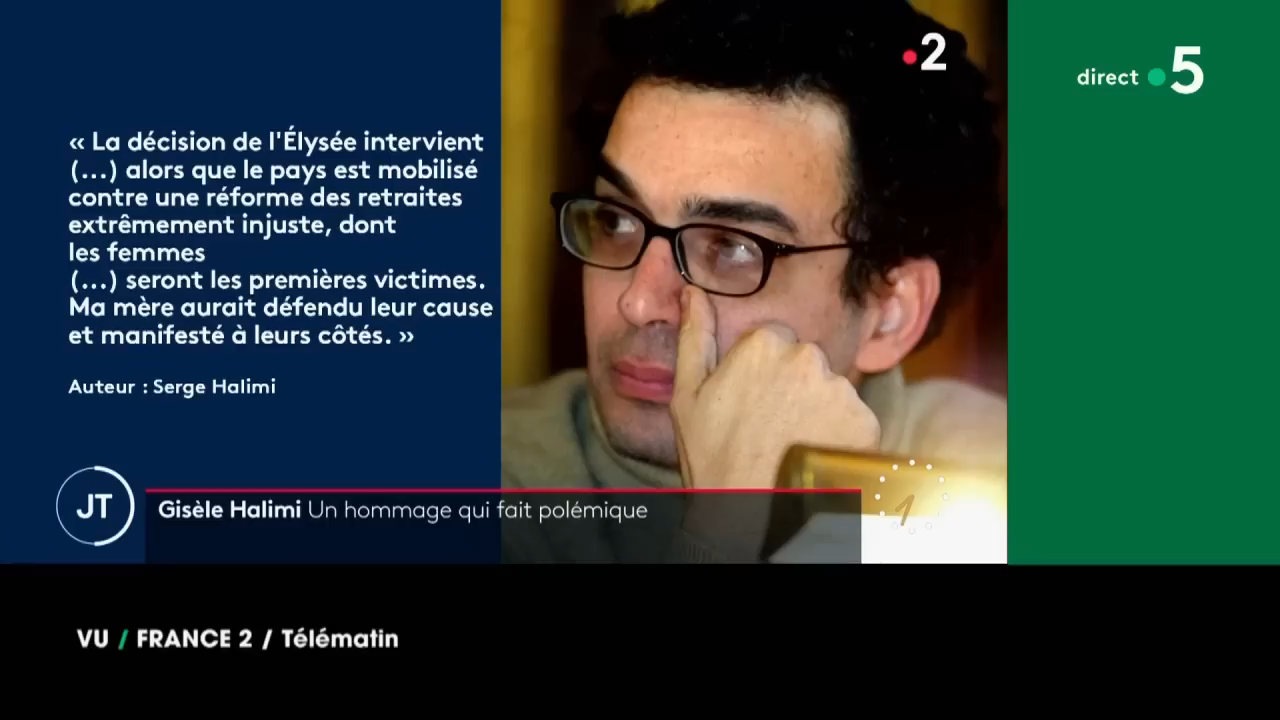 2
direct 5
« La décision de l'Élysée intervient
(...) alors que le pays est mobilisé
contre une réforme des retraites
extrêmement injuste, dont
les femmes
(...) seront les premières victimes.
Ma mère aurait défendu leur cause
et manifesté à leurs côtés. »
Auteur : Serge Halimi
JT
Gisèle Halimi Un hommage qui fait polémique
1
VU / FRANCE 2 / Télématin